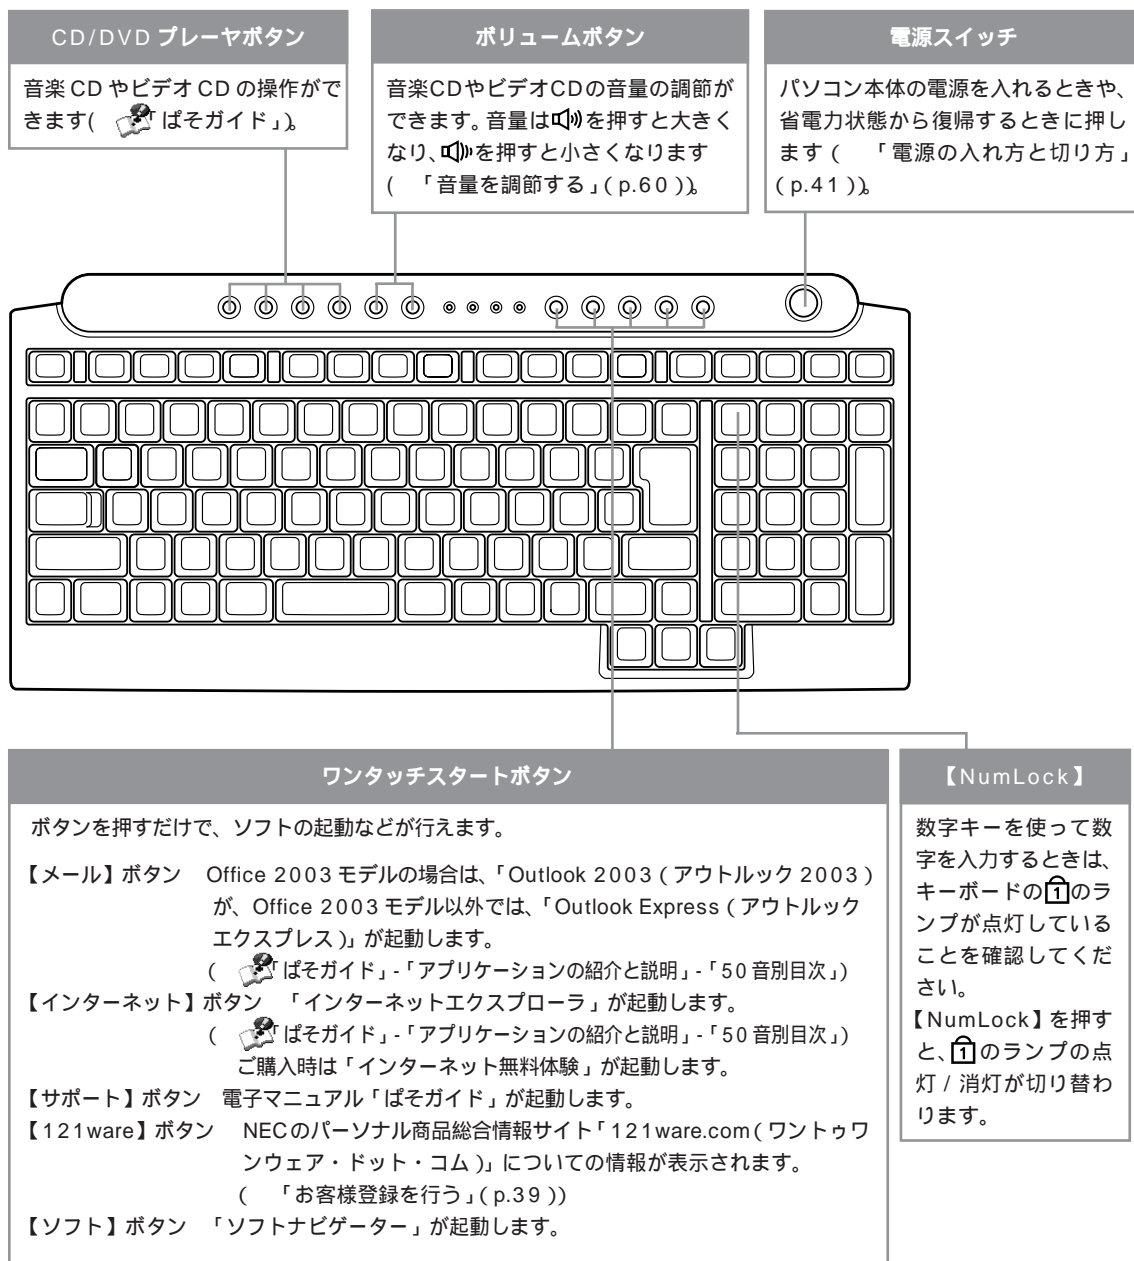 CD/DVD プレーヤボタン
音楽 CD やビデオ CD の操作がで
きます( 「ぱそガイド」)。
ボリュームボタン
音楽CDやビデオCDの音量の調節が
できます。音量はを押すと大きく
なり、を押すと小さくなります
( 「音量を調節する」( p.60 ))。
電源スイッチ
パソコン本体の電源を入れるときや、
省電力状態から復帰するときに押し
ます ( 「電源の入れ方と切り方」
( p.41 ))。
ワンタッチスタートボタン
ボタンを押すだけで、ソフトの起動などが行えます。
【メール】ボタン Office 2003 モデルの場合は、「Outlook 2003 ( アウトルック 2003 )
が、Office 2003 モデル以外では、「Outlook Express ( アウトルック
エクスプレス )」が起動します。
( 「ぱそガイド」-「アプリケーションの紹介と説明」-「50 音別目次」)
【インターネット】ボタン 「インターネットエクスプローラ」が起動します。
( 「ぱそガイド」-「アプリケーションの紹介と説明」-「50 音別目次」)
ご購入時は「インターネット無料体験」が起動します。
【サポート】ボタン 電子マニュアル「ぱそガイド」が起動します。
【121ware】ボタン NECのパーソナル商品総合情報サイト「121ware.com( ワントゥワ
ンウェア・ドット・コム )」についての情報が表示されます。
( 「お客様登録を行う」( p.39 ))
【ソフト】ボタン 「ソフトナビゲーター」が起動します。
【NumLock】
数字キーを使って数
字を入力するときは、
キーボードの1のラ
ンプが点灯している
ことを確認してくだ
さい。
【NumLock】を押す
と、1のランプの点
灯 / 消灯が切り替わ
ります。